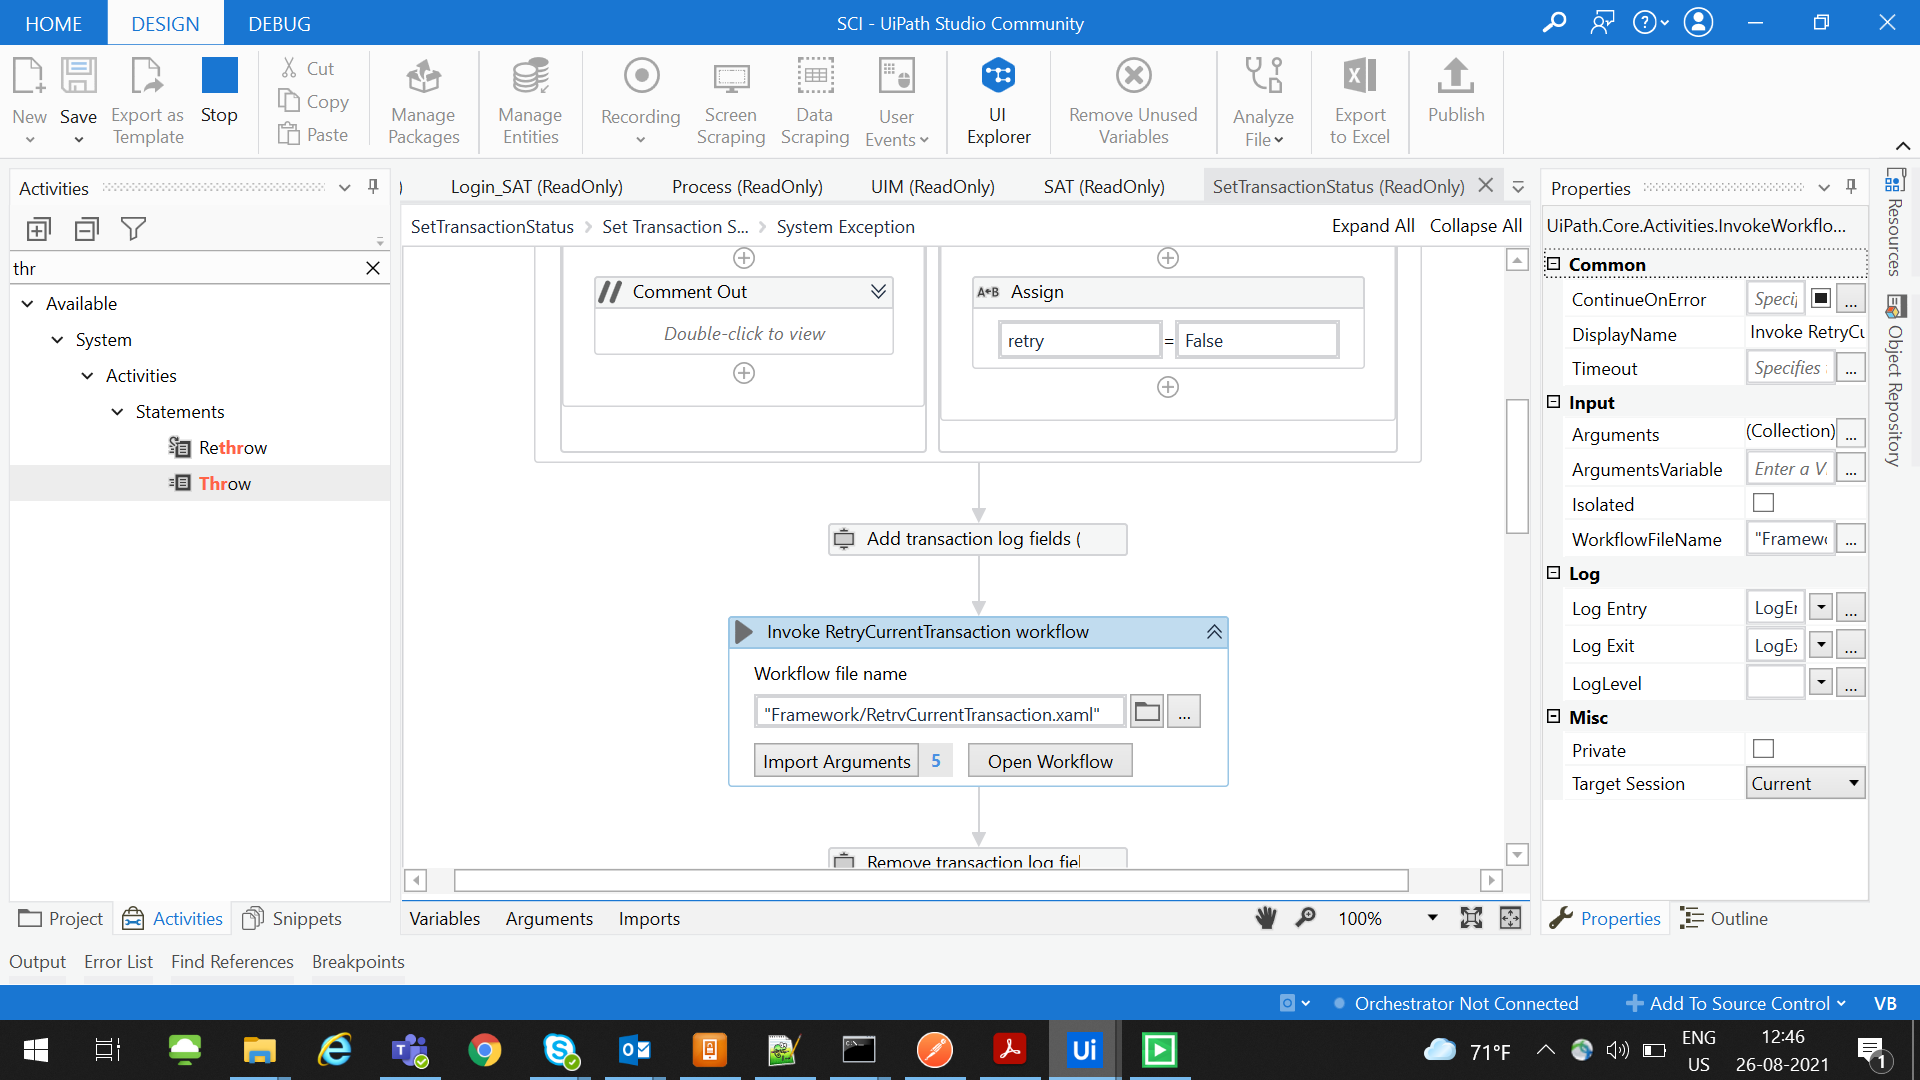 HOME
DESIGN
DEBUG
SCI - UiPath Studio Community
New
Save
Export as Template
Stop
Cut
Copy
Paste
Manage Packages
Manage Entities
Recording
Screen Scraping
Data Scraping
User Events
UI Explorer
Remove Unused Variables
Analyze File
Export to Excel
Publish
Activities
thr
Available
System
Activities
Statements
Rethrow
Throw
Project
Activities
Snippets
)
Login_SAT (ReadOnly)
Process (ReadOnly)
UIM (ReadOnly)
SAT (ReadOnly)
SetTransactionStatus (ReadOnly)
SetTransactionStatus
Set Transaction S...
System Exception
Expand All
Collapse All
// Comment Out
Double-click to view
A←B Assign
retry = False
Add transaction log fields (
Invoke RetryCurrentTransaction workflow
Workflow file name
"Framework/RetryCurrentTransaction.xaml"
...
Import Arguments 5
Open Workflow
Remove transaction log fiel
Variables
Arguments
Imports
100%
Properties
UiPath.Core.Activities.InvokeWorkflo...
Common
ContinueOnError Specif ...
DisplayName Invoke RetryCu
Timeout Specifies ...
Input
Arguments (Collection) ...
ArgumentsVariable Enter a V ...
Isolated
WorkflowFileName "Framewo ...
Log
Log Entry LogEn ...
Log Exit LogEx ...
LogLevel ...
Misc
Private
Target Session Current
Properties
Outline
Resources
Object Repository
Output
Error List
Find References
Breakpoints
Orchestrator Not Connected
Add To Source Control
VB
Ui
71°F
ENG
US
12:46
26-08-2021
1